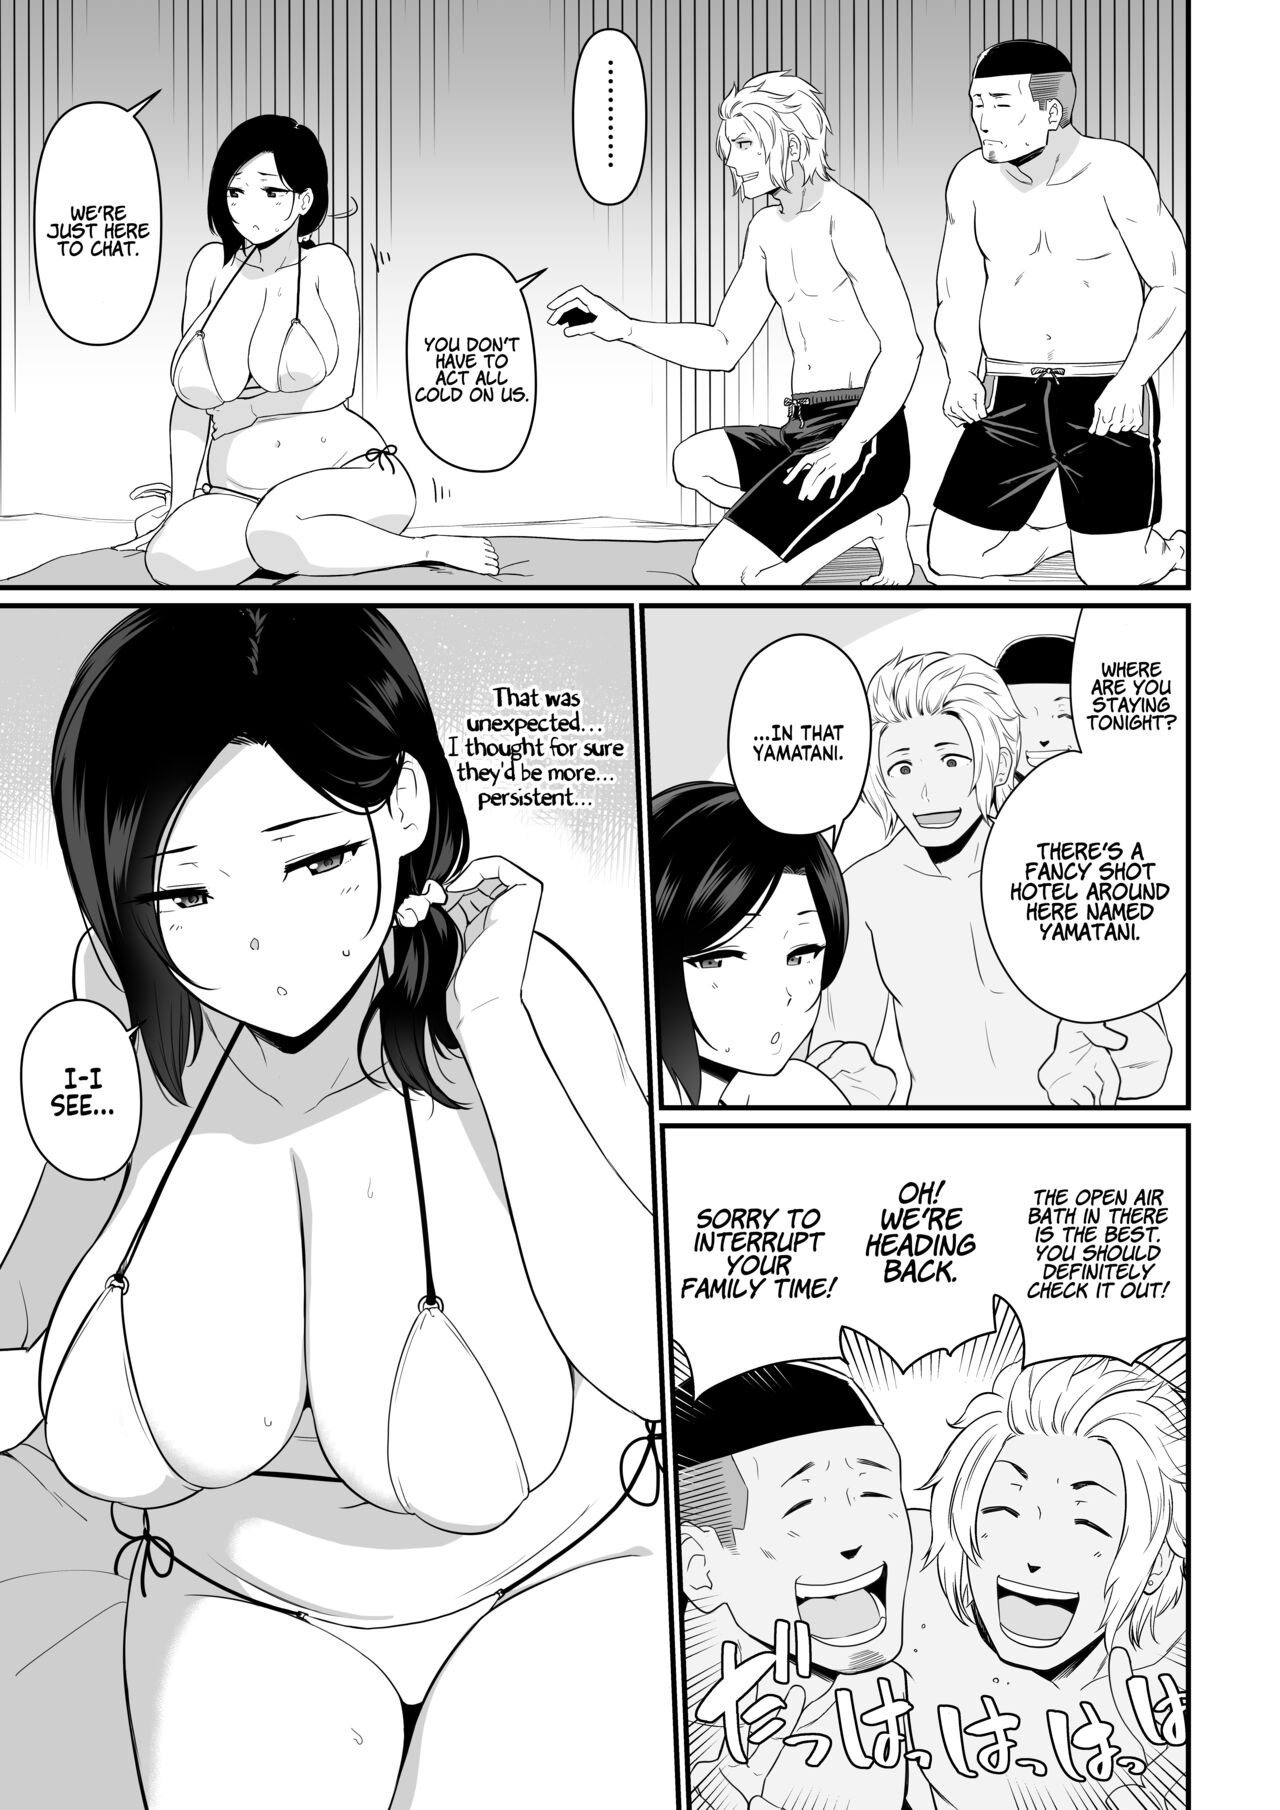 WE'RE
JUST HERE
TO CHAT.
..........
YOU DON'T
HAVE TO
ACT ALL
COLD ON US.
WHERE
ARE YOU
STAYING
TONIGHT?
THERE'S A
FANCY SHOT
HOTEL AROUND
HERE NAMED
YAMATANI.
...IN THAT
YAMATANI.
THE OPEN AIR
BATH IN THERE
IS THE BEST.
YOU SHOULD
DEFINITELY
CHECK IT OUT!
OH!
WE'RE
HEADING
BACK.
SORRY TO
INTERRUPT
YOUR
FAMILY TIME!
だっはっはっはっは
That was
unexpected...
I thought for sure
they'd be more...
persistent...
I-I
SEE...